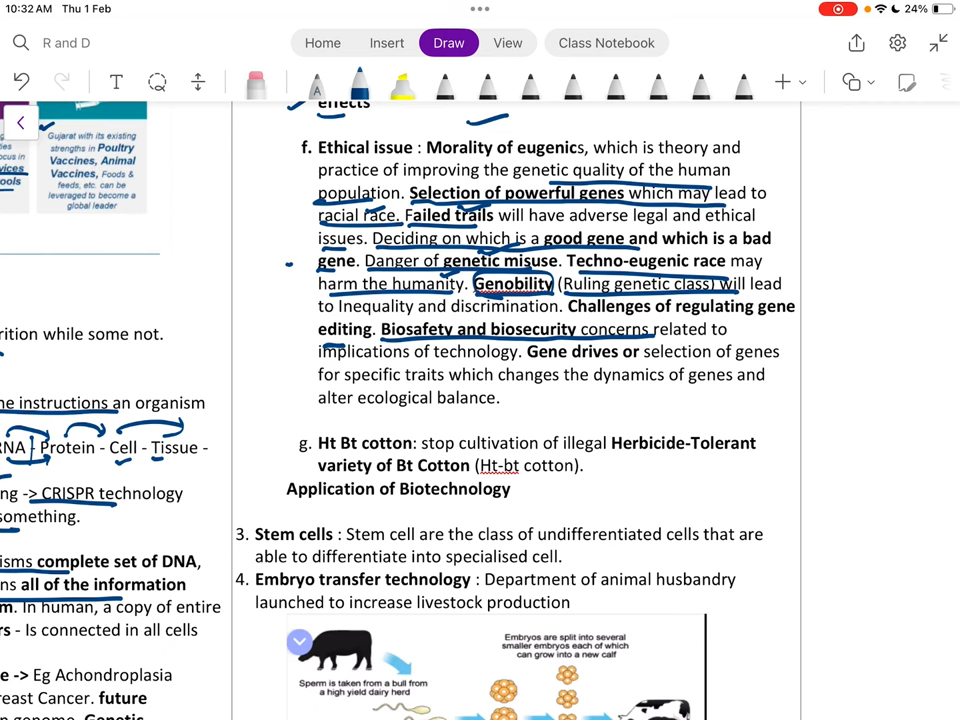 10:32 AM Thu 1 Feb
24%
R and D
Home Insert Draw View Class Notebook
T
A
Gujarat with its existing
strengths in Poultry
Vaccines, Animal
Vaccines, Foods &
feeds, etc. can be
leveraged to become a
global leader
ocus in
vices
ools
rition while some not.
ne instructions an organism
RNA - Protein - Cell - Tissue -
ng -> CRISPR technology
something.
isms complete set of DNA,
ns all of the information
m. In human, a copy of entire
rs - Is connected in all cells
e -> Eg Achondroplasia
reast Cancer. future
n genome. Genetic
effects
f. Ethical issue : Morality of eugenics, which is theory and
practice of improving the genetic quality of the human
population. Selection of powerful genes which may lead to
racial race. Failed trails will have adverse legal and ethical
issues. Deciding on which is a good gene and which is a bad
gene. Danger of genetic misuse. Techno-eugenic race may
harm the humanity. Genobility (Ruling genetic class) will lead
to Inequality and discrimination. Challenges of regulating gene
editing. Biosafety and biosecurity concerns related to
implications of technology. Gene drives or selection of genes
for specific traits which changes the dynamics of genes and
alter ecological balance.
g. Ht Bt cotton: stop cultivation of illegal Herbicide-Tolerant
variety of Bt Cotton (Ht-bt cotton).
Application of Biotechnology
3. Stem cells : Stem cell are the class of undifferentiated cells that are
able to differentiate into specialised cell.
4. Embryo transfer technology : Department of animal husbandry
launched to increase livestock production
Sperm is taken from a bull from
a high yield dairy herd
Embryos are split into several
smaller embryos each of which
can grow into a new calf